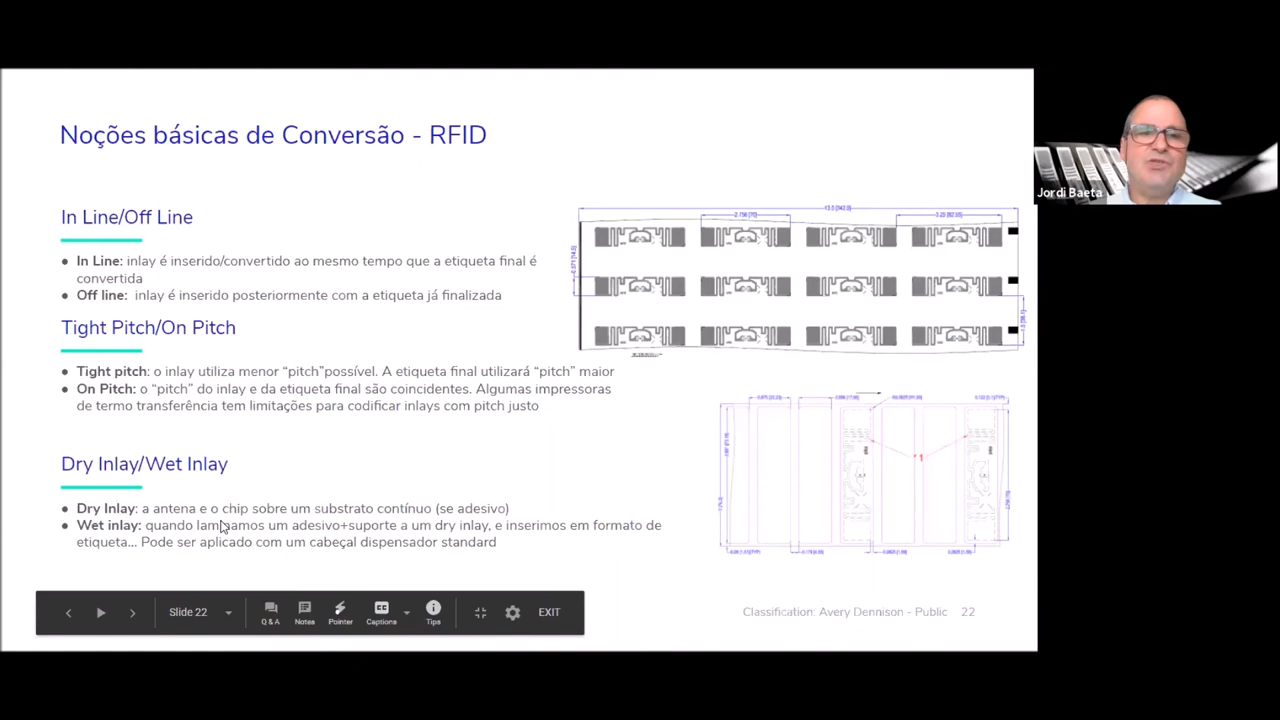 Noções básicas de Conversão - RFID
Jordi Baeta
In Line/Off Line
● In Line: inlay é inserido/convertido ao mesmo tempo que a etiqueta final é
convertida
● Off line: inlay é inserido posteriormente com a etiqueta já finalizada
Tight Pitch/On Pitch
● Tight pitch: o inlay utiliza menor “pitch”possível. A etiqueta final utilizará “pitch” maior
● On Pitch: o “pitch” do inlay e da etiqueta final são coincidentes. Algumas impressoras
de termo transferência tem limitações para codificar inlays com pitch justo
Dry Inlay/Wet Inlay
● Dry Inlay: a antena e o chip sobre um substrato contínuo (se adesivo)
● Wet inlay: quando laminamos um adesivo+suporte a um dry inlay, e inserimos em formato de
etiqueta... Pode ser aplicado com um cabeçal dispensador standard
Slide 22
Q & A
Notes
Pointer
Captions
Tips
EXIT
Classification: Avery Dennison - Public 22